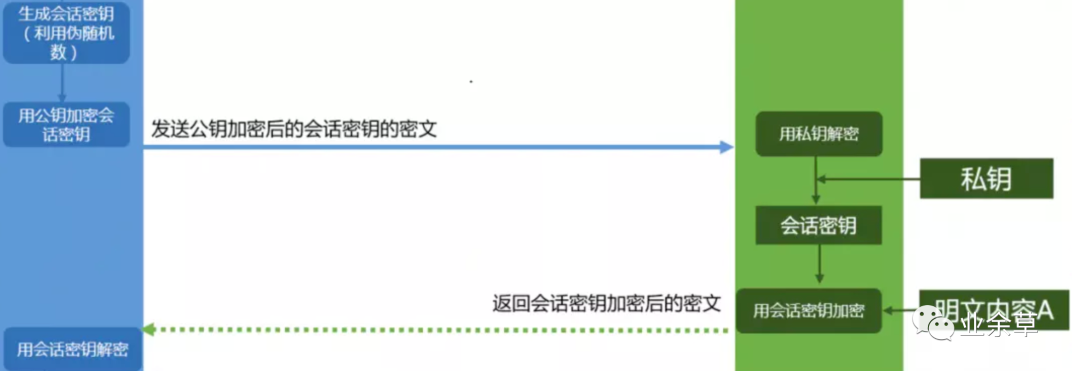 生成会话密钥
（利用伪随机
数）
用公钥加密会
话密钥
发送公钥加密后的会话密钥的密文
用私钥解密
私钥
会话密钥
返回会话密钥加密后的密文
用会话密钥加密
明文内容A
业余草
用会话密钥解密